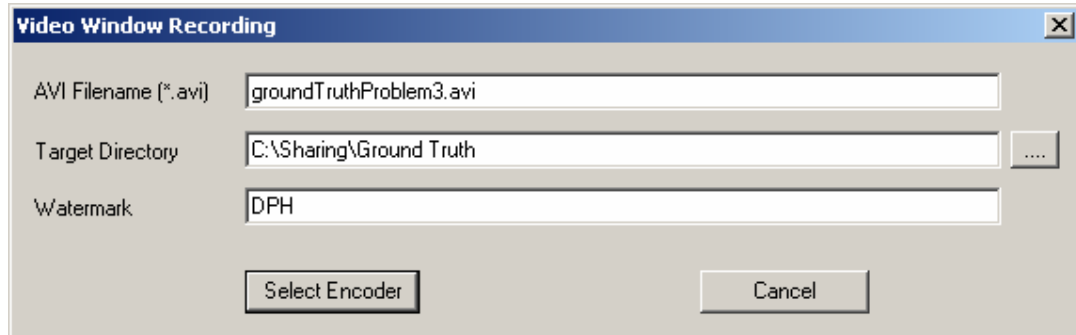 Video Window Recording
AVI Filename (*.avi) groundTruthProblem3.avi
Target Directory C:\Sharing\Ground Truth ....
Watermark DPH
Select Encoder Cancel